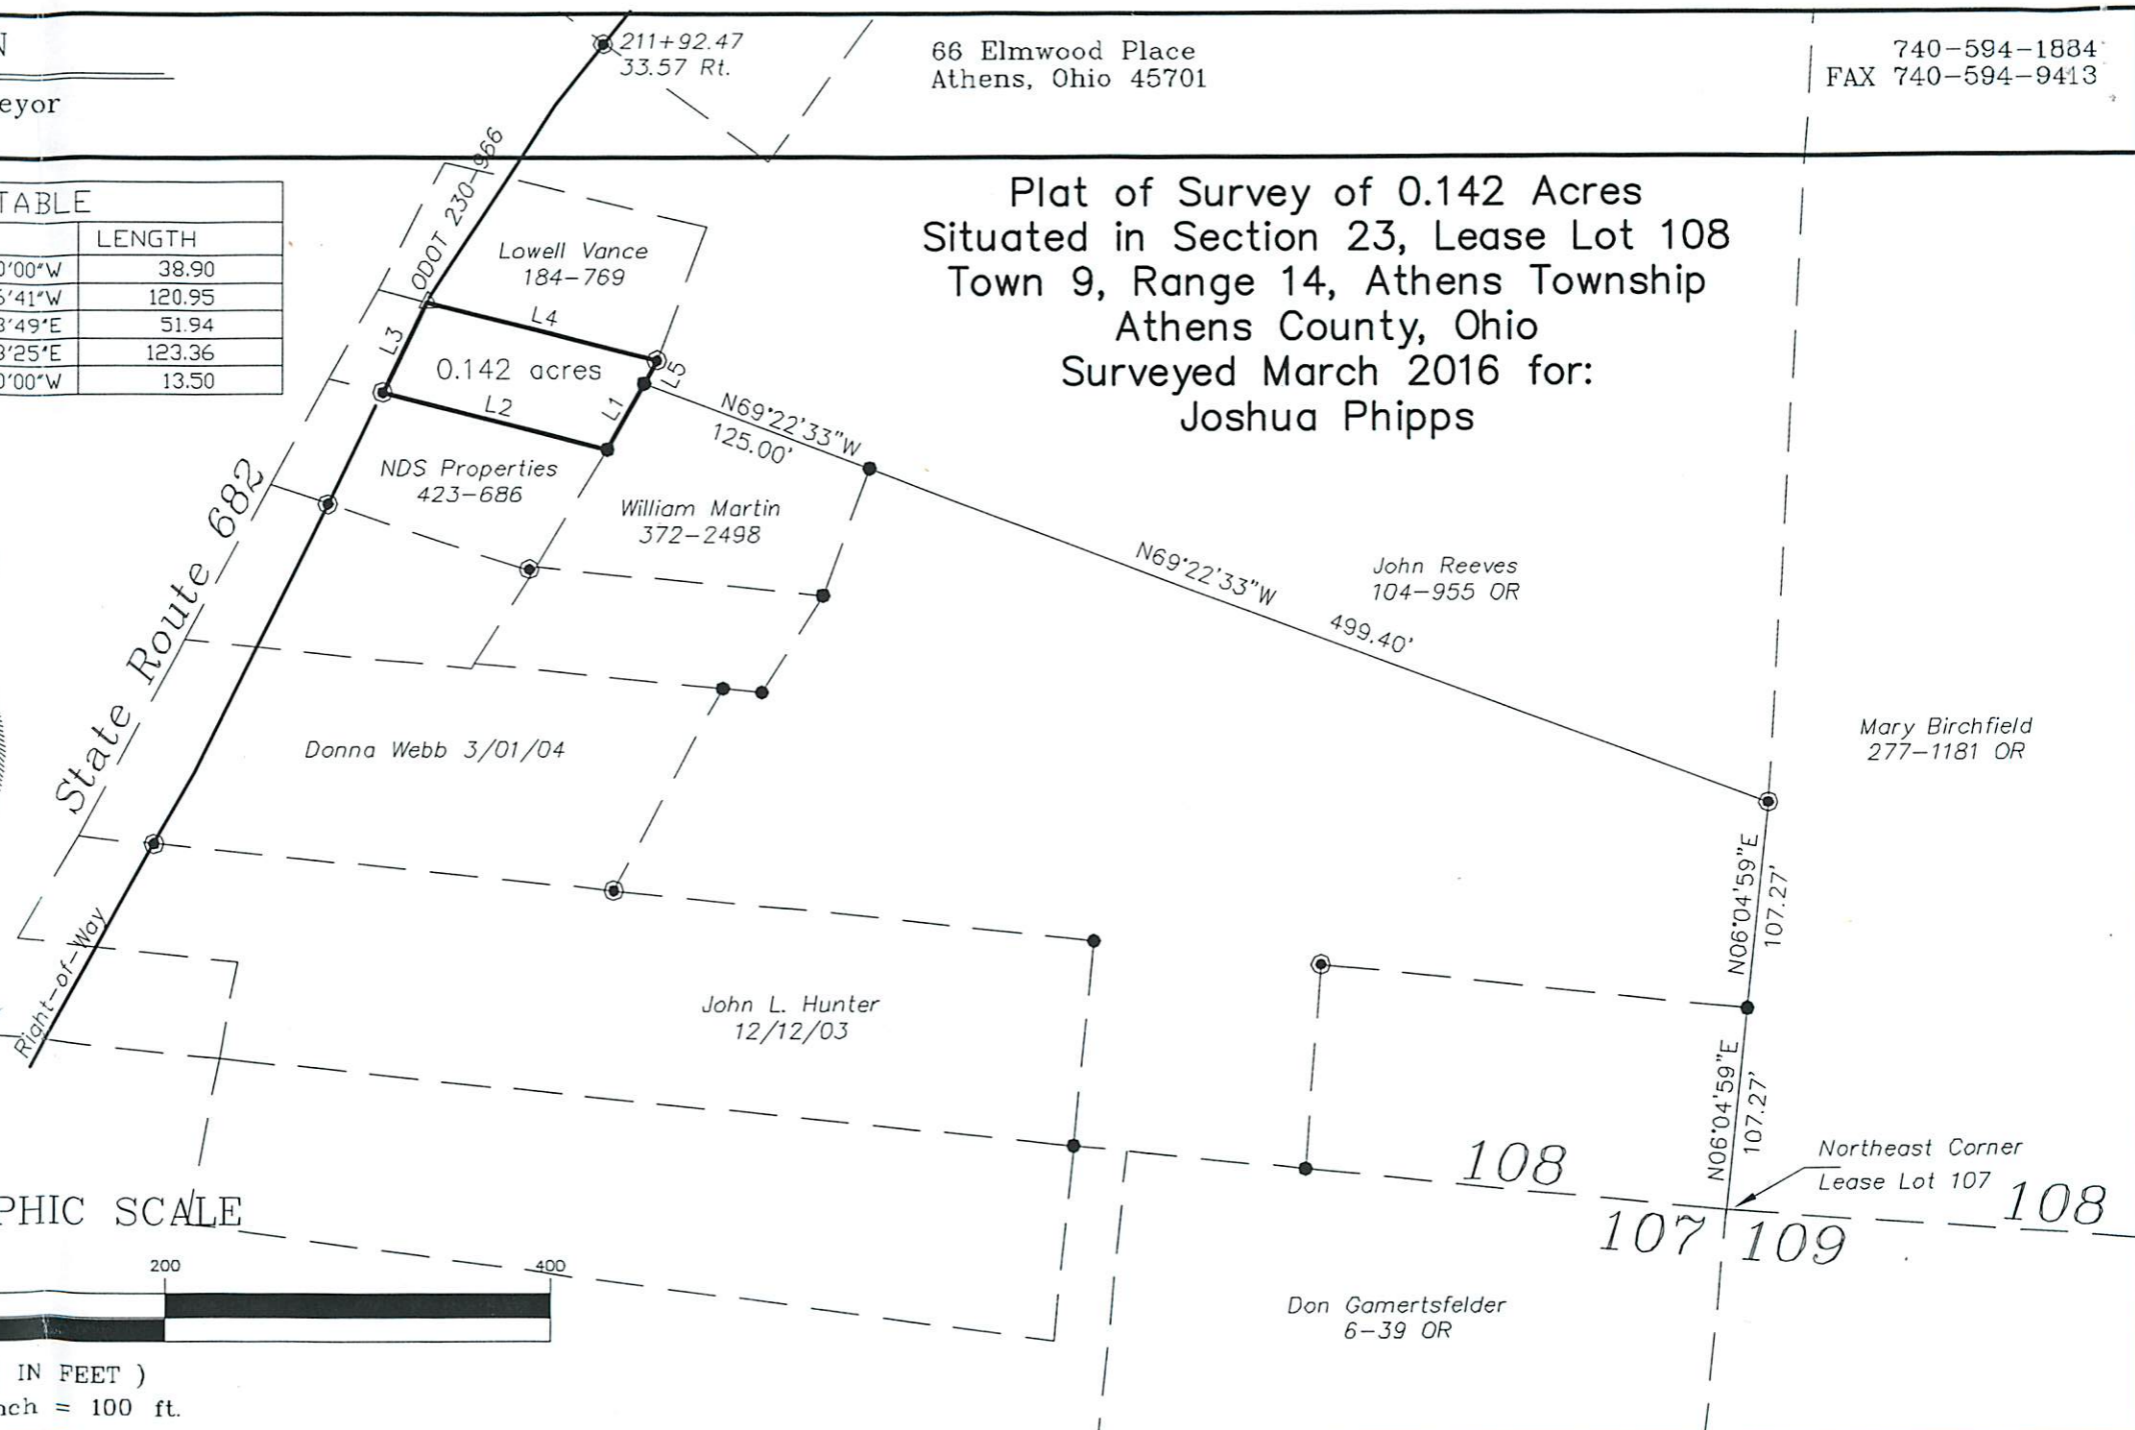 N
eyor
211+92.47
33.57 Rt.
66 Elmwood Place
Athens, Ohio 45701
740-594-1884
FAX 740-594-9413
TABLE
LENGTH
0'00"W 38.90
6'41"W 120.95
3'49"E 51.94
3'25"E 123.36
0'00"W 13.50
Plat of Survey of 0.142 Acres
Situated in Section 23, Lease Lot 108
Town 9, Range 14, Athens Township
Athens County, Ohio
Surveyed March 2016 for:
Joshua Phipps
ODOT 230-966
Lowell Vance
184-769
L4
L3
0.142 acres
L5
L2
L1
N69°22'33"W
125.00'
NDS Properties
423-686
William Martin
372-2498
State Route 682
N69°22'33"W
499.40'
John Reeves
104-955 OR
Mary Birchfield
277-1181 OR
Donna Webb 3/01/04
N06°04'59"E
107.27'
Right-of-Way
John L. Hunter
12/12/03
N06°04'59"E
107.27'
108
Northeast Corner
Lease Lot 107
108
107
109
PHIC SCALE
200
400
Don Gamertsfelder
6-39 OR
IN FEET )
nch = 100 ft.